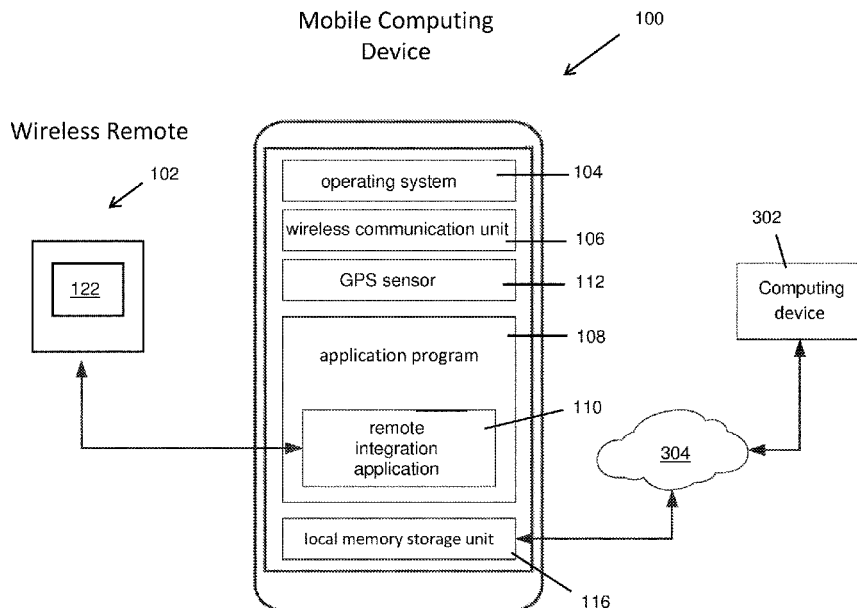 Mobile Computing
Device
100
Wireless Remote
102
operating system
104
wireless communication unit
106
GPS sensor
112
302
Computing
device
122
application program
108
remote
integration
application
110
304
local memory storage unit
116